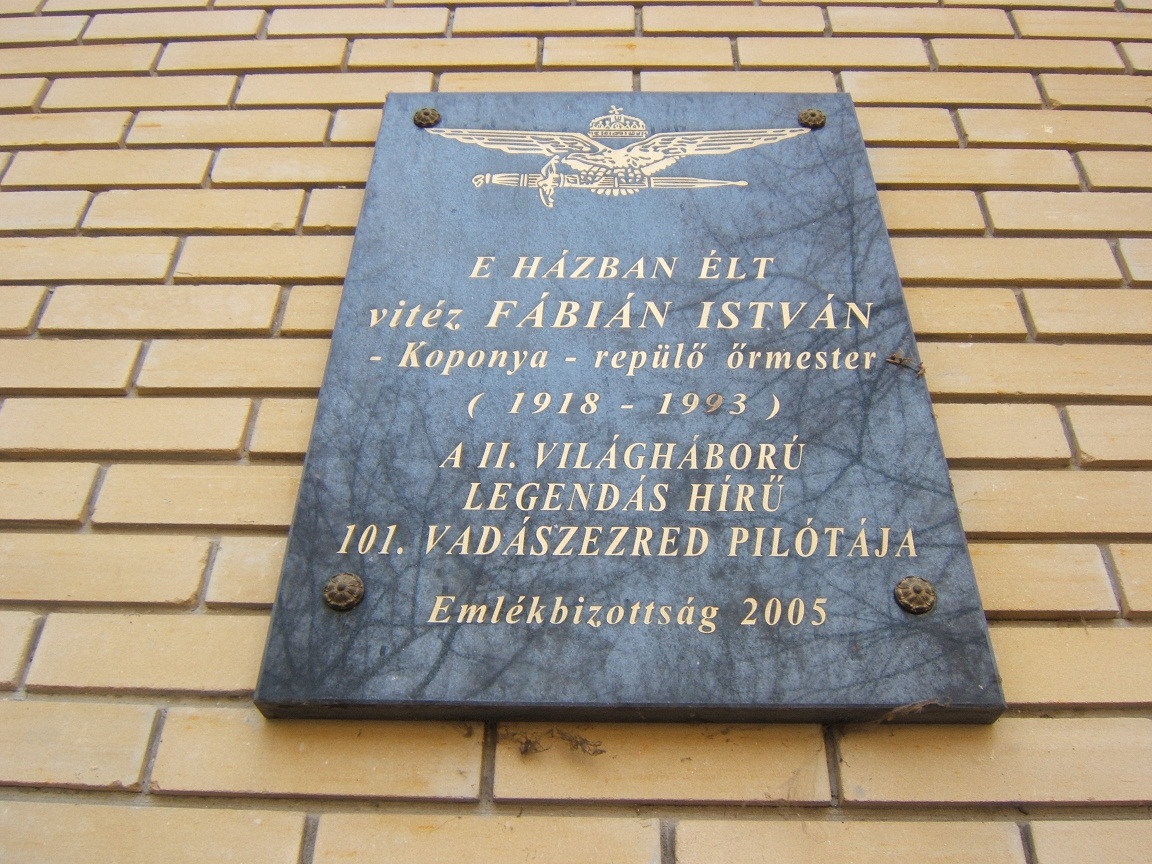 E HÁZBAN ÉLT
vitéz FÁBIÁN ISTVÁN
- Koponya - repülő őrmester
( 1918 - 1993 )
A II. VILÁGHÁBORÚ
LEGENDÁS HÍRŰ
101. VADÁSZEZRED PILÓTÁJA
Emlékbizottság 2005